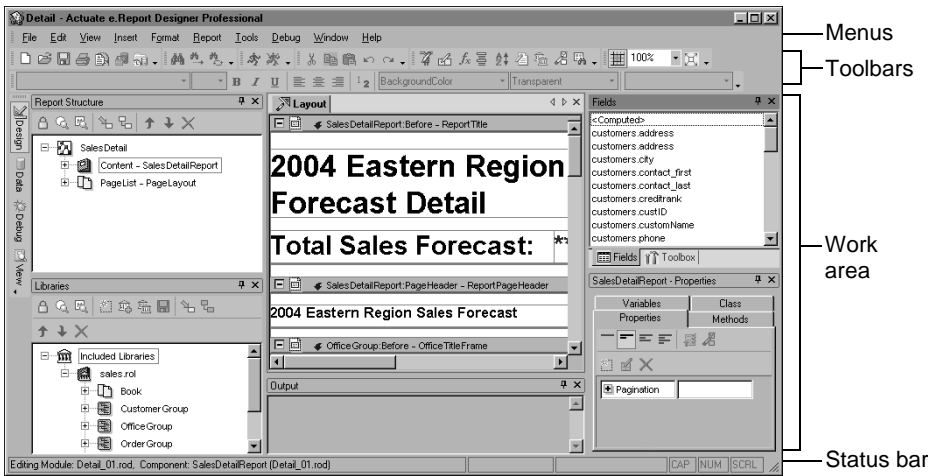 Detail - Actuate e.Report Designer Professional
File Edit View Insert Format Report Tools Debug Window Help
Menus
100%
Toolbars
B I U 1 2 BackgroundColor Transparent
Design
Data
Debug
View
Report Structure
SalesDetail
Content - SalesDetailReport
PageList - PageLayout
Libraries
Included Libraries
sales.rol
Book
CustomerGroup
OfficeGroup
OrderGroup
Layout
SalesDetailReport:Before - ReportTitle
2004 Eastern Region
Forecast Detail
Total Sales Forecast: **
SalesDetailReport:PageHeader - ReportPageHeader
2004 Eastern Region Sales Forecast
OfficeGroup:Before - OfficeTitleFrame
Output
Fields
<Computed>
customers.address
customers.address
customers.city
customers.contact_first
customers.contact_last
customers.creditrank
customers.custID
customers.customName
customers.phone
Fields Toolbox
SalesDetailReport - Properties
Variables Class
Properties Methods
Pagination
Work
area
Editing Module: Detail_01.rod, Component: SalesDetailReport (Detail_01.rod)
CAP NUM SCRL
Status bar